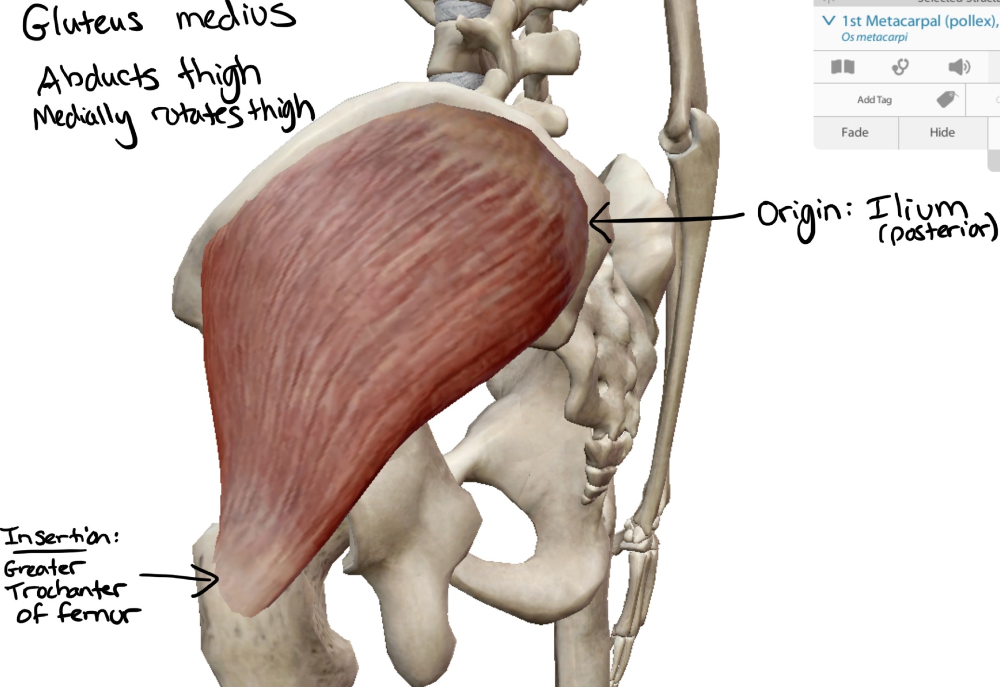 Gluteus medius
Abducts thigh
Medially rotates thigh
1st Metacarpal (pollex),
Os metacarpi
Add Tag
Fade Hide
Origin: Ilium
(posterior)
Insertion:
Greater
Trochanter
of femur